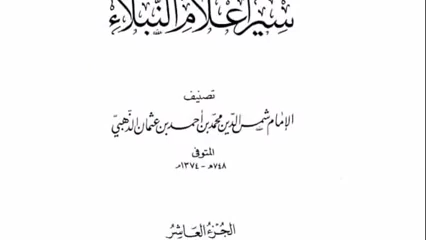 سير أعلام النبلاء
تصنيف
الإمام شمس الدين محمد بن أحمد بن عثمان الذهبي
المتوفى
٧٤٨هـ - ١٣٧٤م
الجزء العاشر